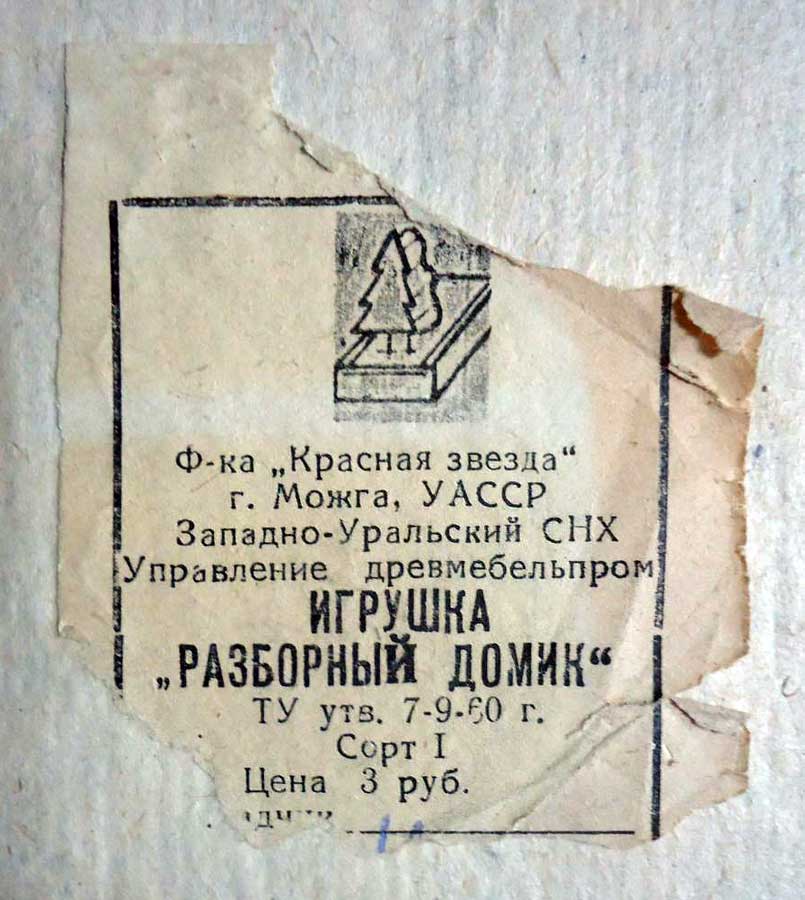 Ф-ка „Красная звезда“
г. Можга, УАССР
Западно-Уральский СНХ
Управление древмебельпром
ИГРУШКА
„РАЗБОРНЫЙ ДОМИК“
ТУ утв. 7-9-60 г.
Сорт I
Цена 3 руб.